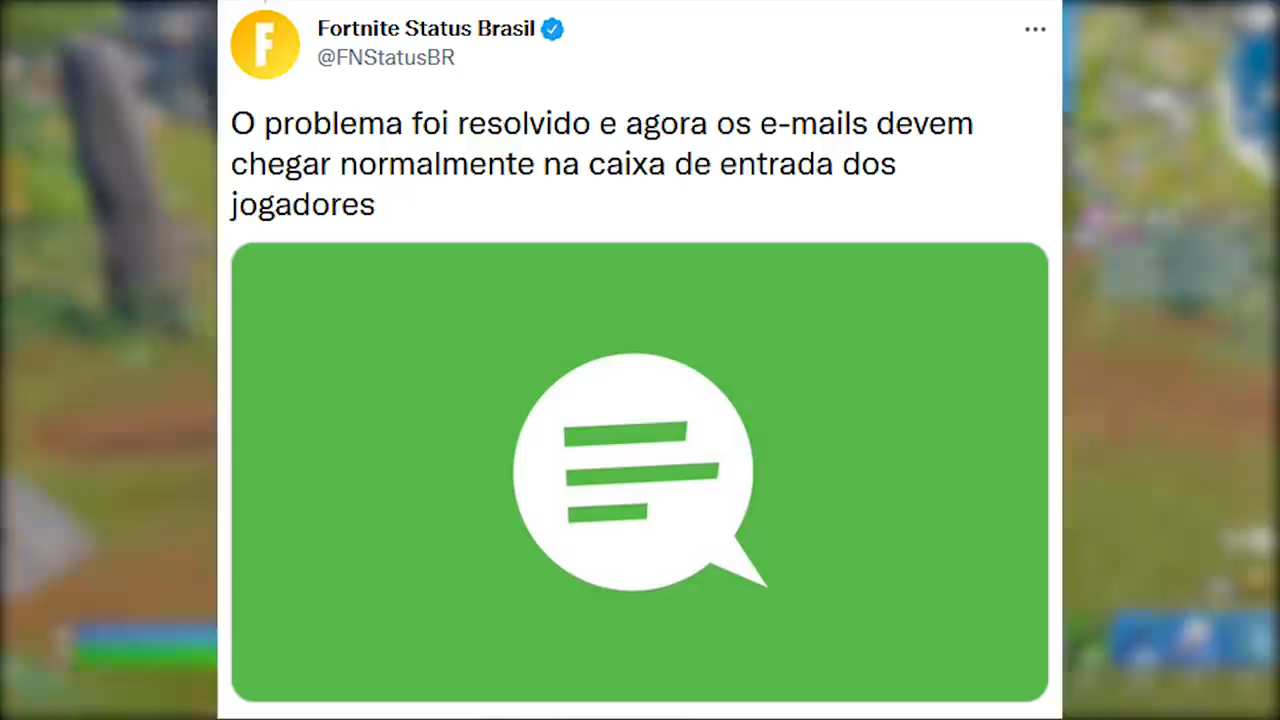 Fortnite Status Brasil
@FNStatusBR
O problema foi resolvido e agora os e-mails devem
chegar normalmente na caixa de entrada dos
jogadores